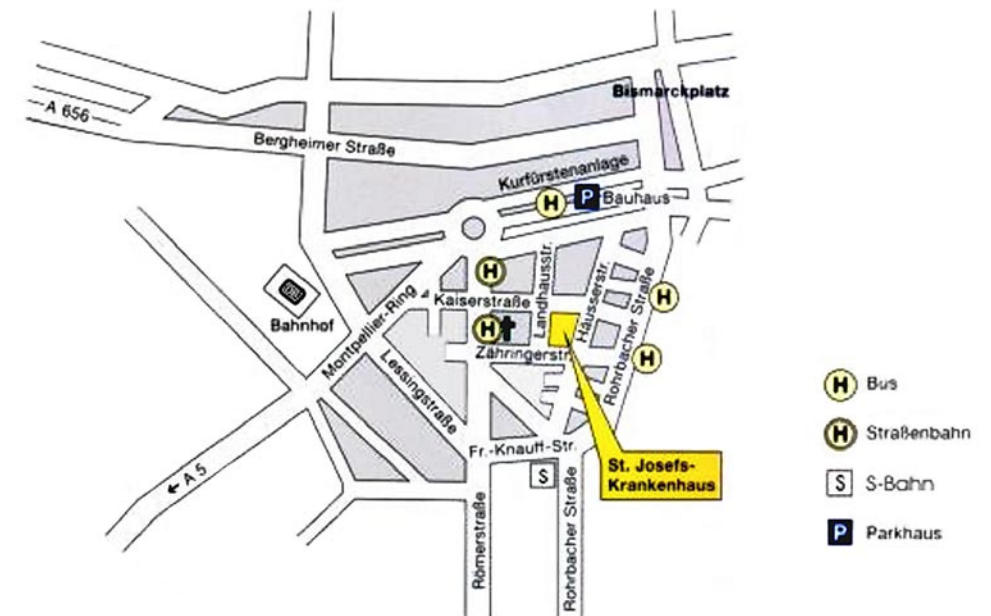 Bismarckplatz
A 656
Bergheimer Straße
Kurfürstenanlage
H
P
Bauhaus
H
Kaiserstraße
Landhausstr.
Häusserstr.
Rohrbacher Straße
H
DB
Bahnhof
Montpellier-Ring
H
Zähringerstr.
H
Lessingstraße
Fr.-Knauff-Str.
S
St. Josefs-
Krankenhaus
← A 5
Römerstraße
Rohrbacher Straße
H Bus
H Straßenbahn
S S-Bahn
P Parkhaus